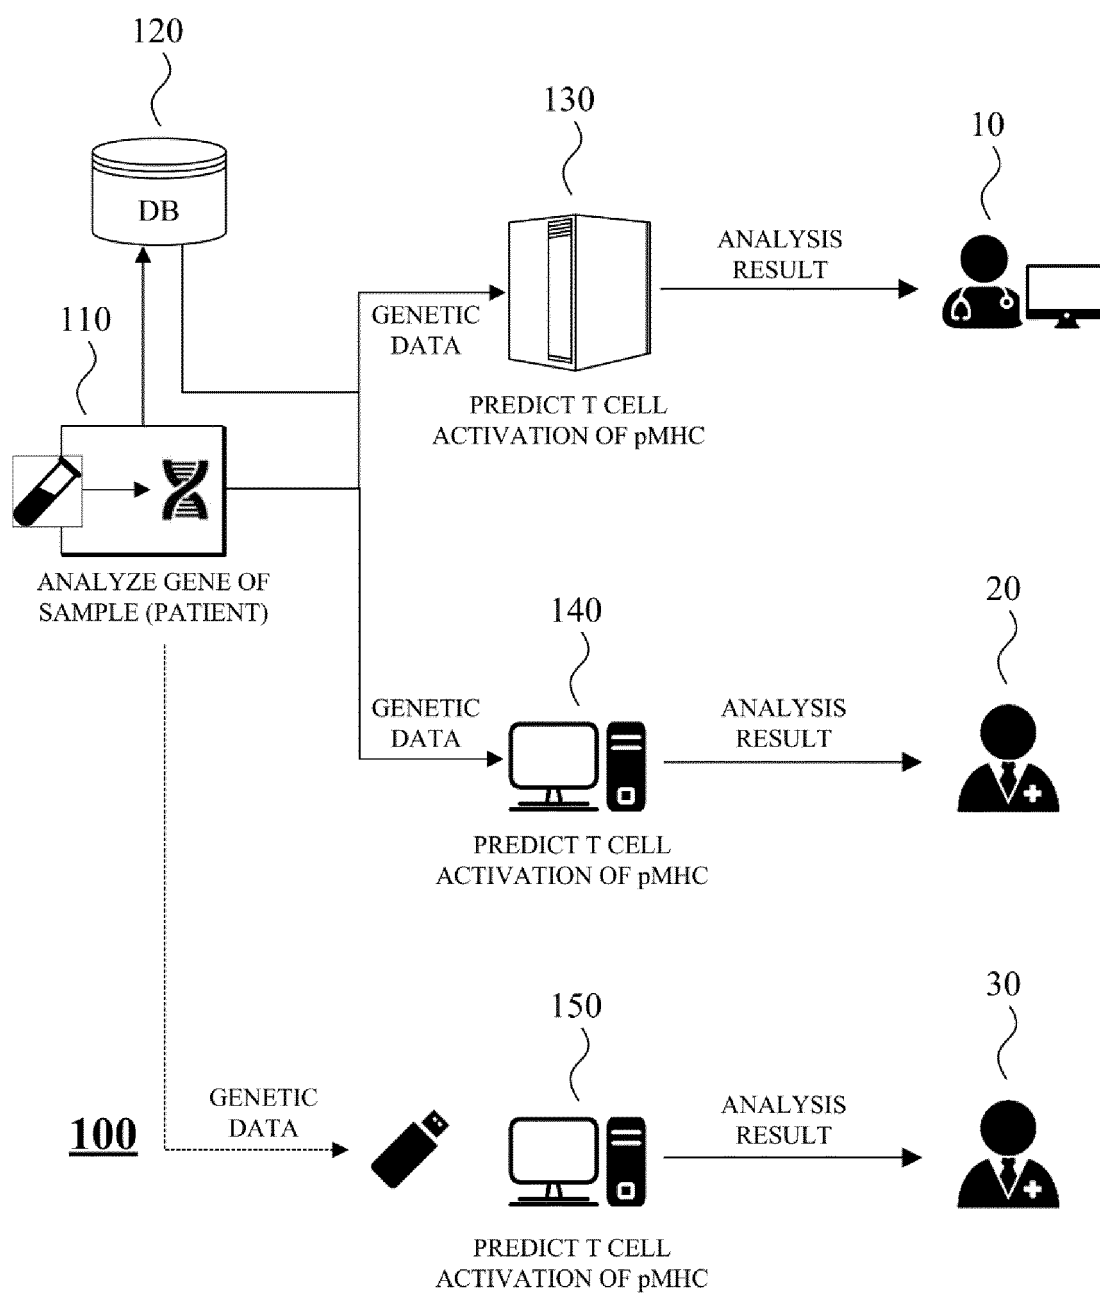 120
DB
110
ANALYZE GENE OF
SAMPLE (PATIENT)
130
GENETIC
DATA
PREDICT T CELL
ACTIVATION OF pMHC
ANALYSIS
RESULT
10
140
GENETIC
DATA
PREDICT T CELL
ACTIVATION OF pMHC
ANALYSIS
RESULT
20
100
GENETIC
DATA
150
PREDICT T CELL
ACTIVATION OF pMHC
ANALYSIS
RESULT
30